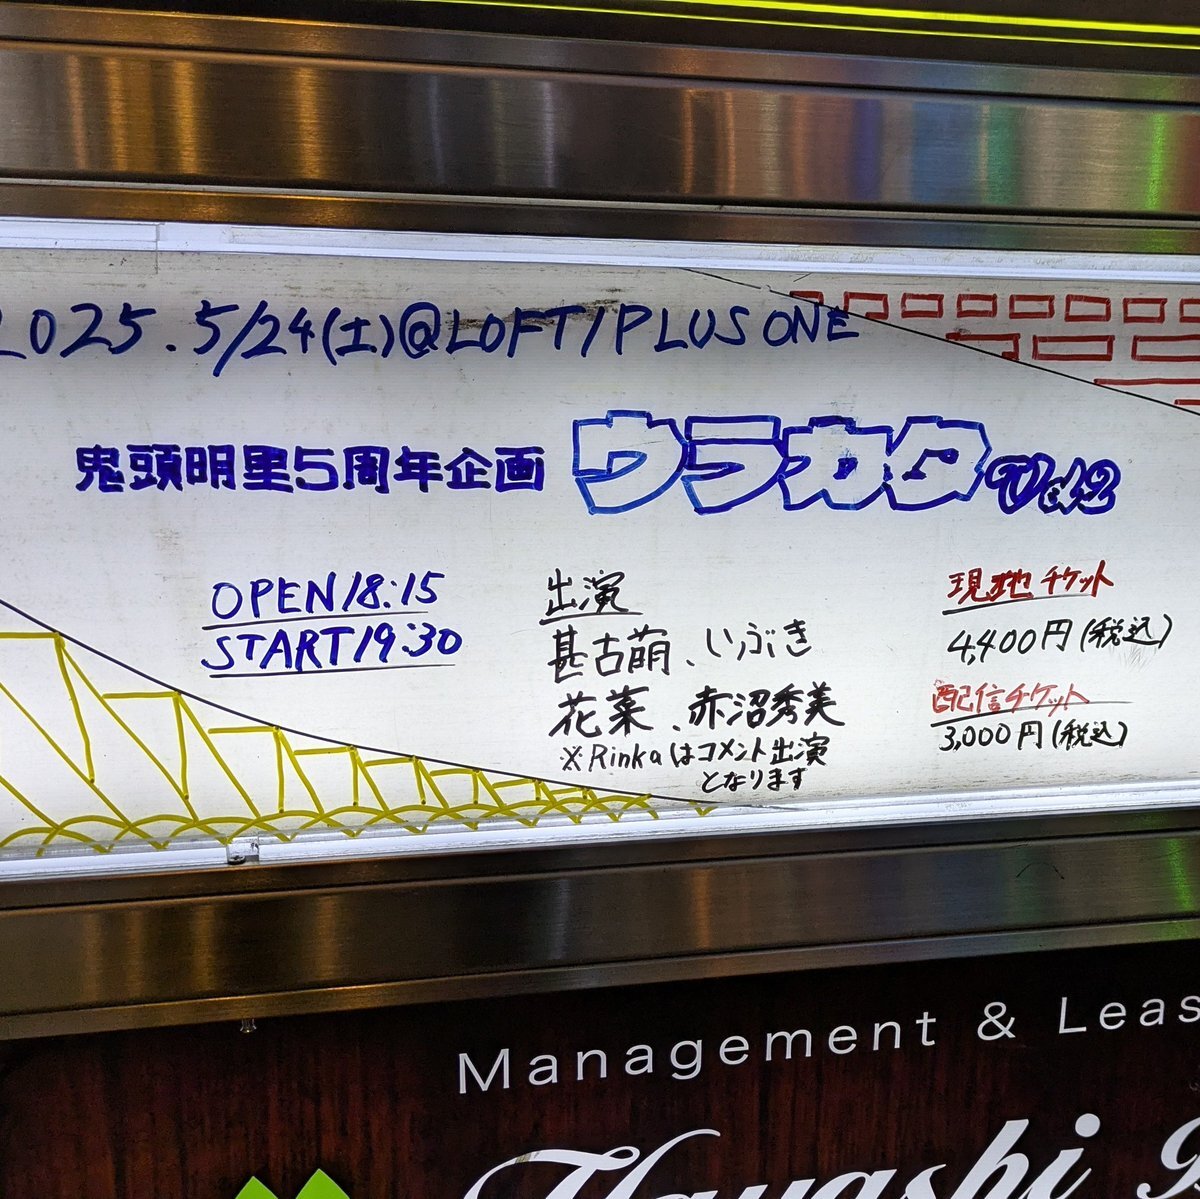 2025.5/24(土)@LOFT/PLUS ONE
鬼頭明里5周年企画 ウラカタ Vol.2
OPEN/18:15
START/19:30
出演
甚古萌、いぶき
花菜、赤沼秀美
※Rinkaはコメント出演
となります
現地チケット
4,400円(税込)
配信チケット
3,000円(税込)
Management & Leas
Hayashi